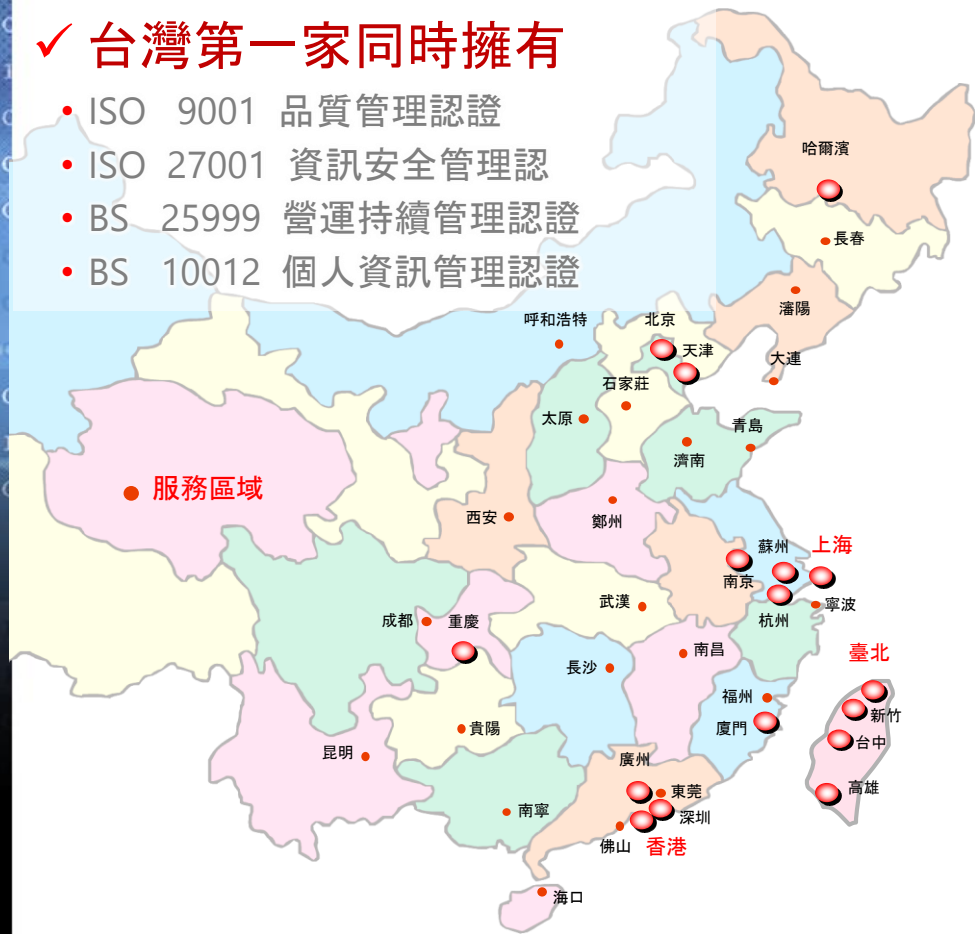 ✓ 台灣第一家同時擁有
• ISO 9001 品質管理認證
• ISO 27001 資訊安全管理認
• BS 25999 營運持續管理認證
• BS 10012 個人資訊管理認證
哈爾濱
長春
瀋陽
呼和浩特
北京
天津
大連
石家莊
太原
青島
濟南
服務區域
西安
鄭州
蘇州
上海
南京
武漢
寧波
杭州
成都
重慶
南昌
長沙
臺北
福州
新竹
廈門
貴陽
台中
昆明
廣州
東莞
高雄
南寧
深圳
佛山
香港
海口